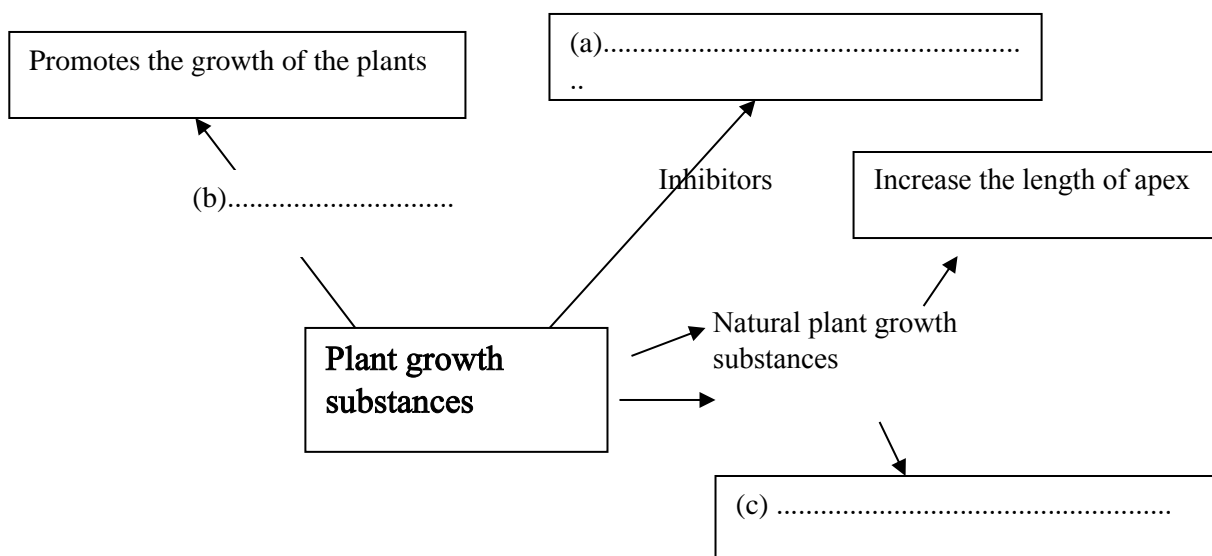 Promotes the growth of the plants
(a)........................................................
..
(b)...............................
Inhibitors
Increase the length of apex
Natural plant growth
substances
Plant growth
substances
(c) .....................................................